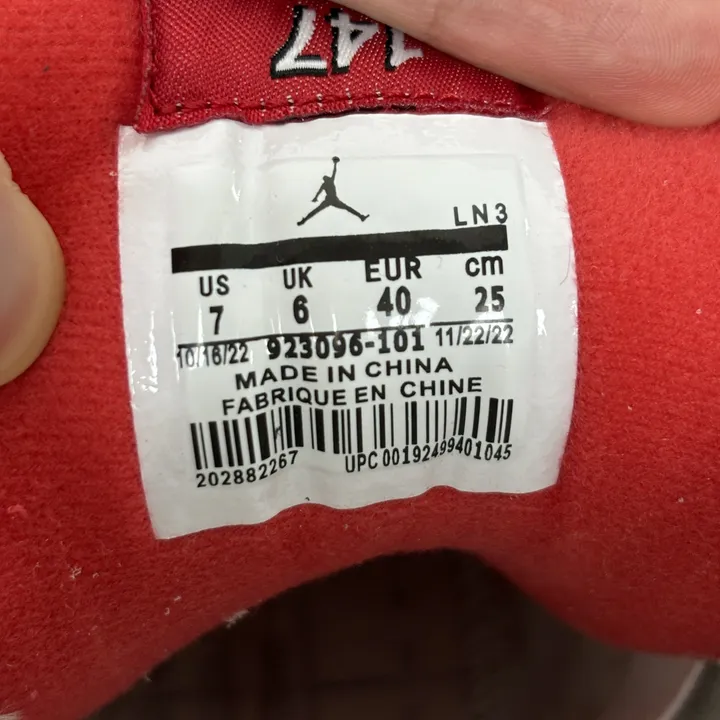 147
LN3
US UK EUR cm
7 6 40 25
10/16/22 923096-101 11/22/22
MADE IN CHINA
FABRIQUE EN CHINE
202882267 UPC 00192499401045